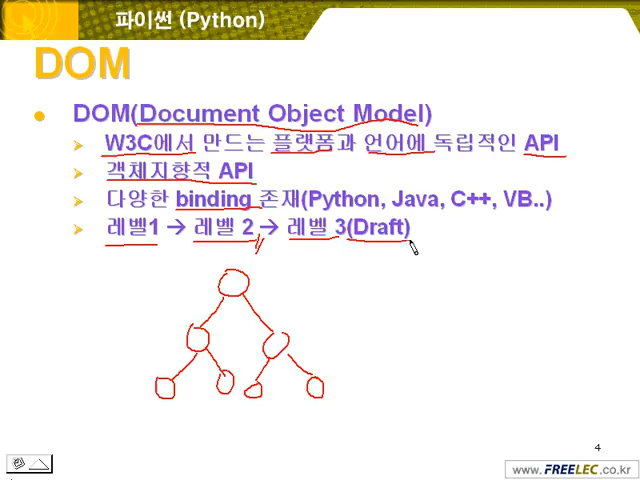 파이썬 (Python)
DOM
DOM(Document Object Model)
W3C에서 만드는 플랫폼과 언어에 독립적인 API
객체지향적 API
다양한 binding 존재(Python, Java, C++, VB..)
레벨1 → 레벨 2 → 레벨 3(Draft)
4
www.FREELEC.co.kr